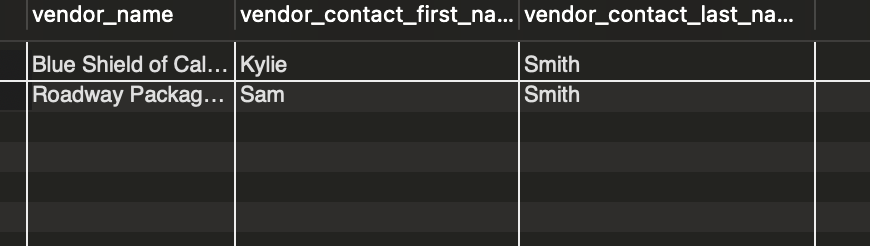 vendor_name vendor_contact_first_na... vendor_contact_last_na...
Blue Shield of Cal... Kylie Smith
Roadway Packag... Sam Smith